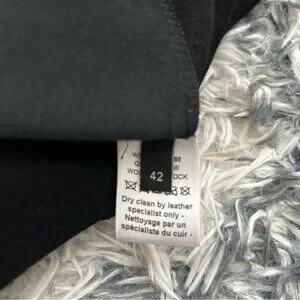 42
Dry clean by leather
specialist only -
Nettoyage par un
spécialiste du cuir -